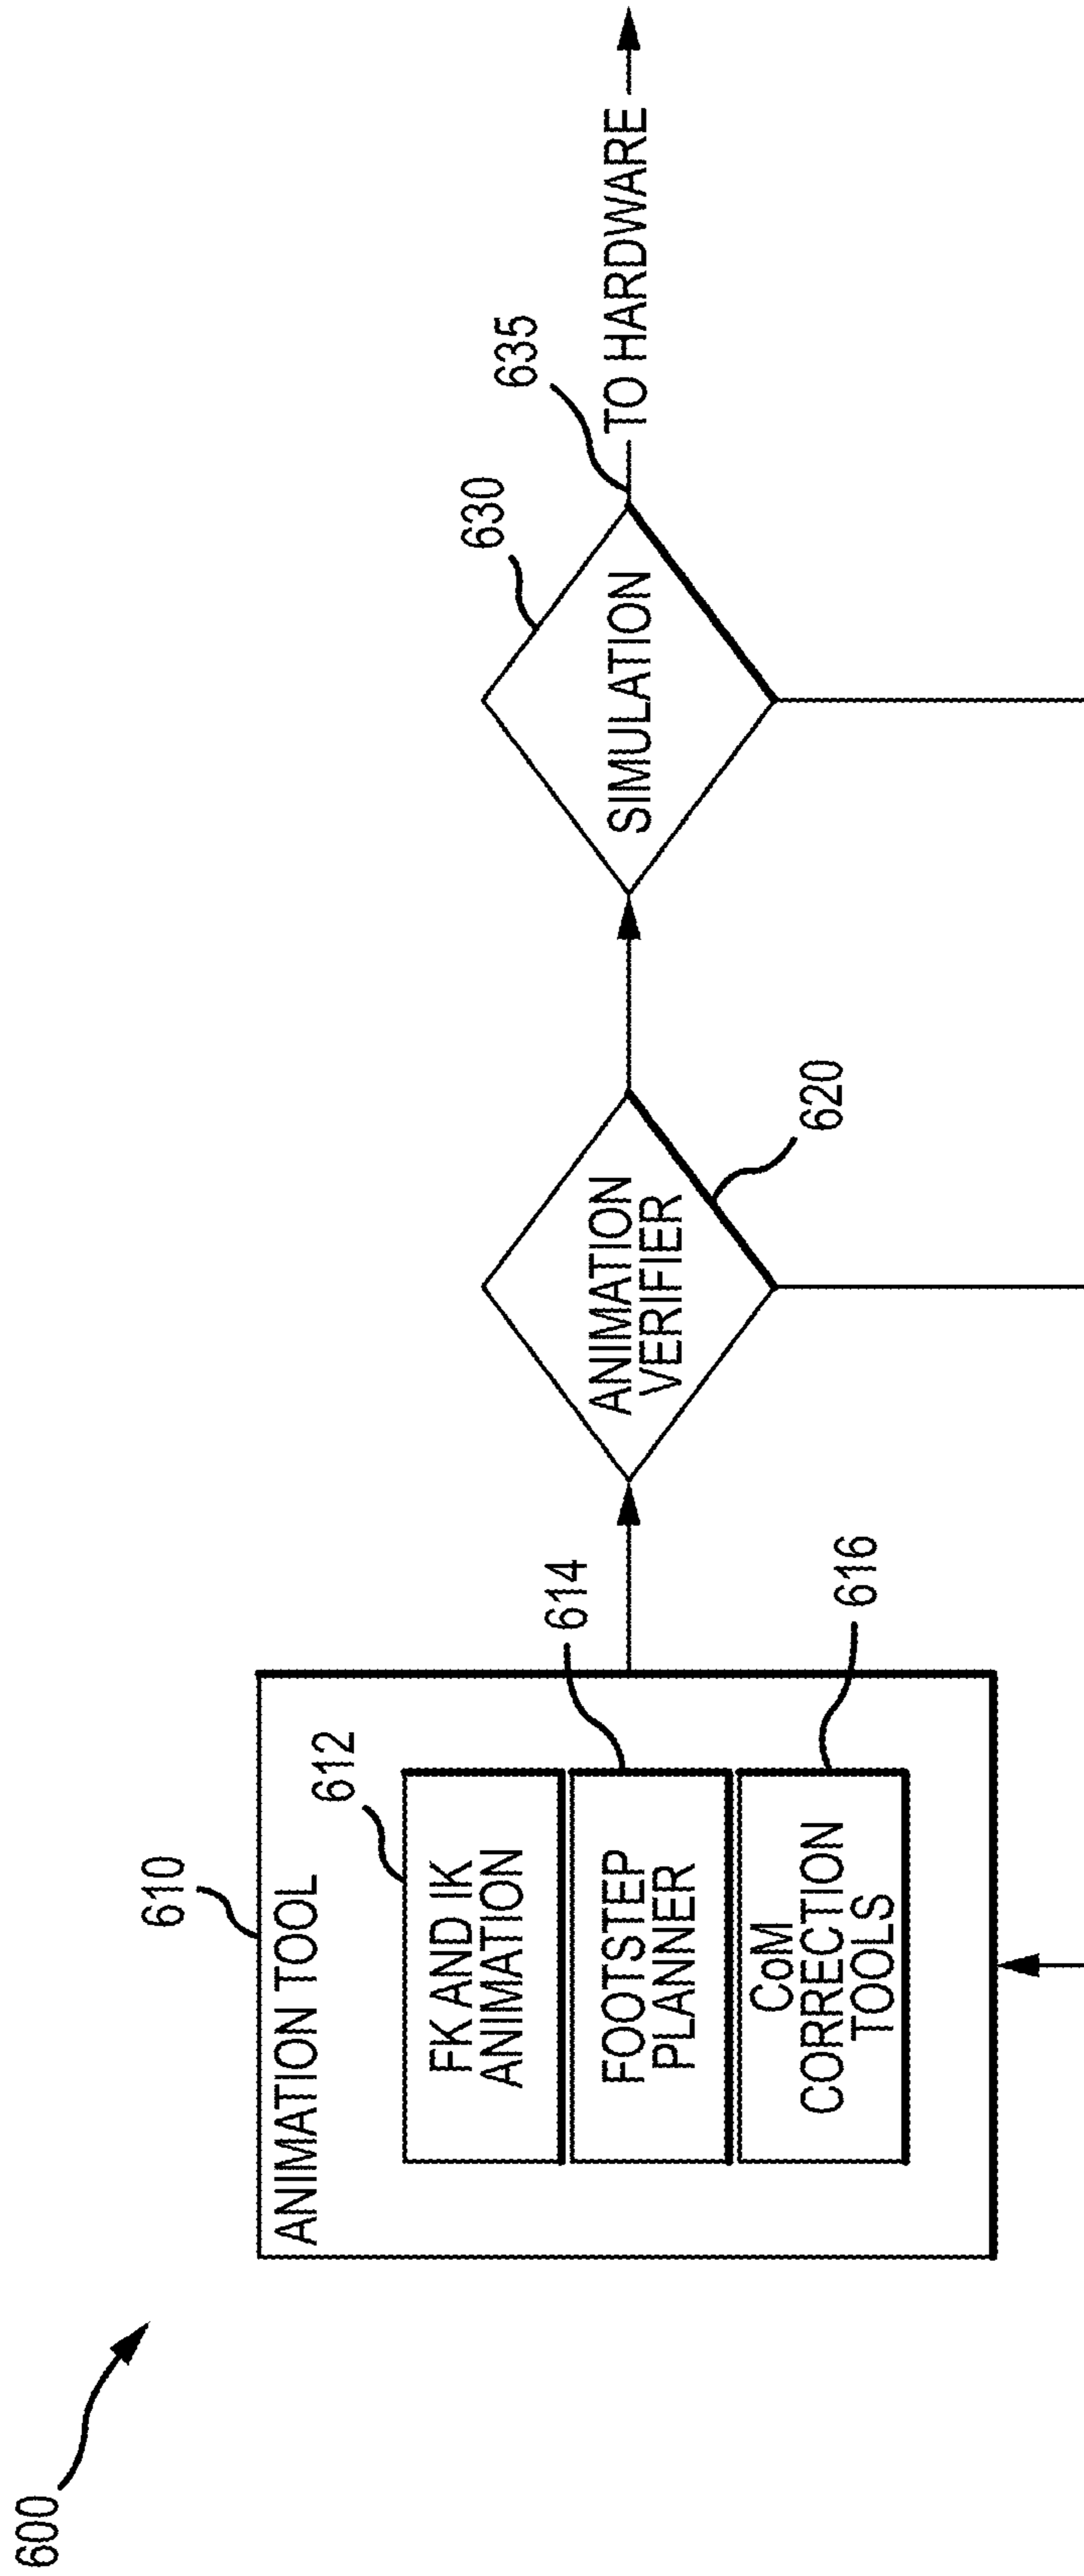 600
610
ANIMATION TOOL
612
FK AND IK
ANIMATION
614
FOOTSTEP
PLANNER
616
CoM
CORRECTION
TOOLS
ANIMATION
VERIFIER
620
SIMULATION
630
635
TO HARDWARE